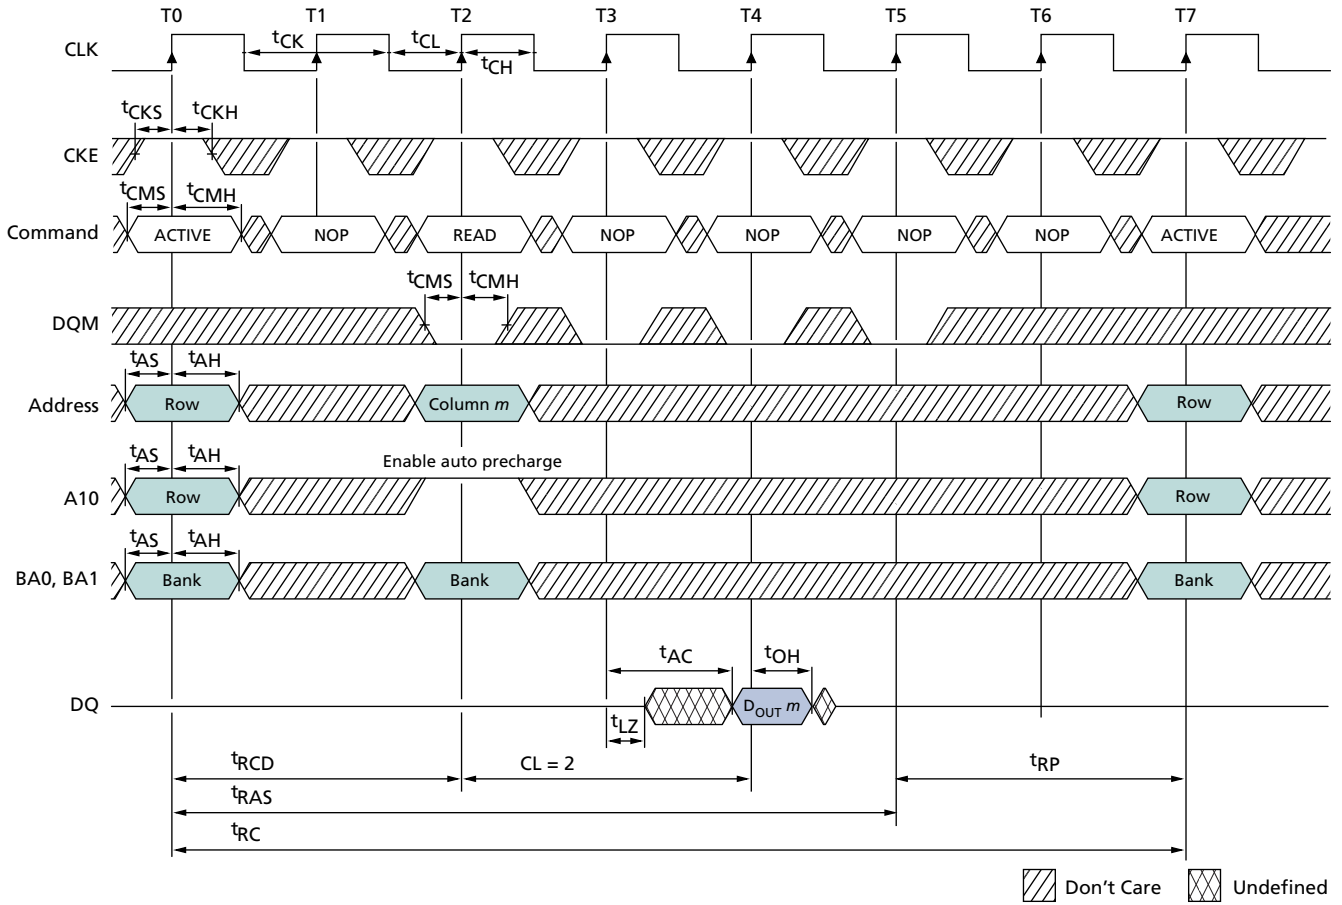 T0 T1 T2 T3 T4 T5 T6 T7
CLK tCK tCL tCH
tCKS tCKH
CKE
tCMS tCMH
Command ACTIVE NOP READ NOP NOP NOP NOP ACTIVE
tCMS tCMH
DQM
tAS tAH
Address Row Column m Row
tAS tAH Enable auto precharge
A10 Row Row
tAS tAH
BA0, BA1 Bank Bank Bank
tAC tOH
DQ DOUT m
tLZ
tRCD CL = 2 tRP
tRAS
tRC
Don't Care Undefined